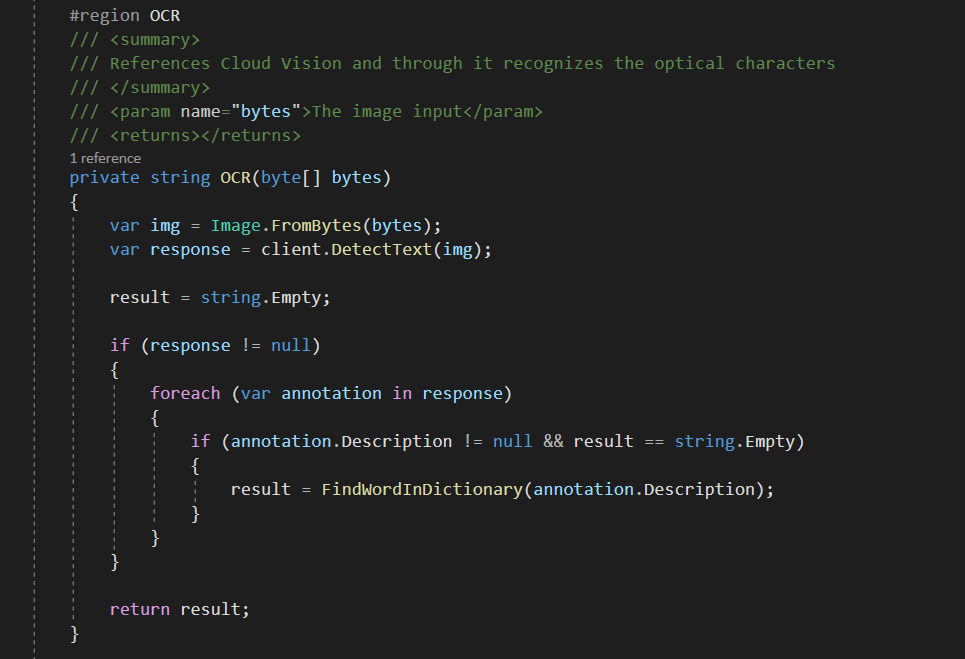 #region OCR
/// <summary>
/// References Cloud Vision and through it recognizes the optical characters
/// </summary>
/// <param name="bytes">The image input</param>
/// <returns></returns>
1 reference
private string OCR(byte[] bytes)
{
    var img = Image.FromBytes(bytes);
    var response = client.DetectText(img);

    result = string.Empty;

    if (response != null)
    {
        foreach (var annotation in response)
        {
            if (annotation.Description != null && result == string.Empty)
            {
                result = FindWordInDictionary(annotation.Description);
            }
        }
    }

    return result;
}